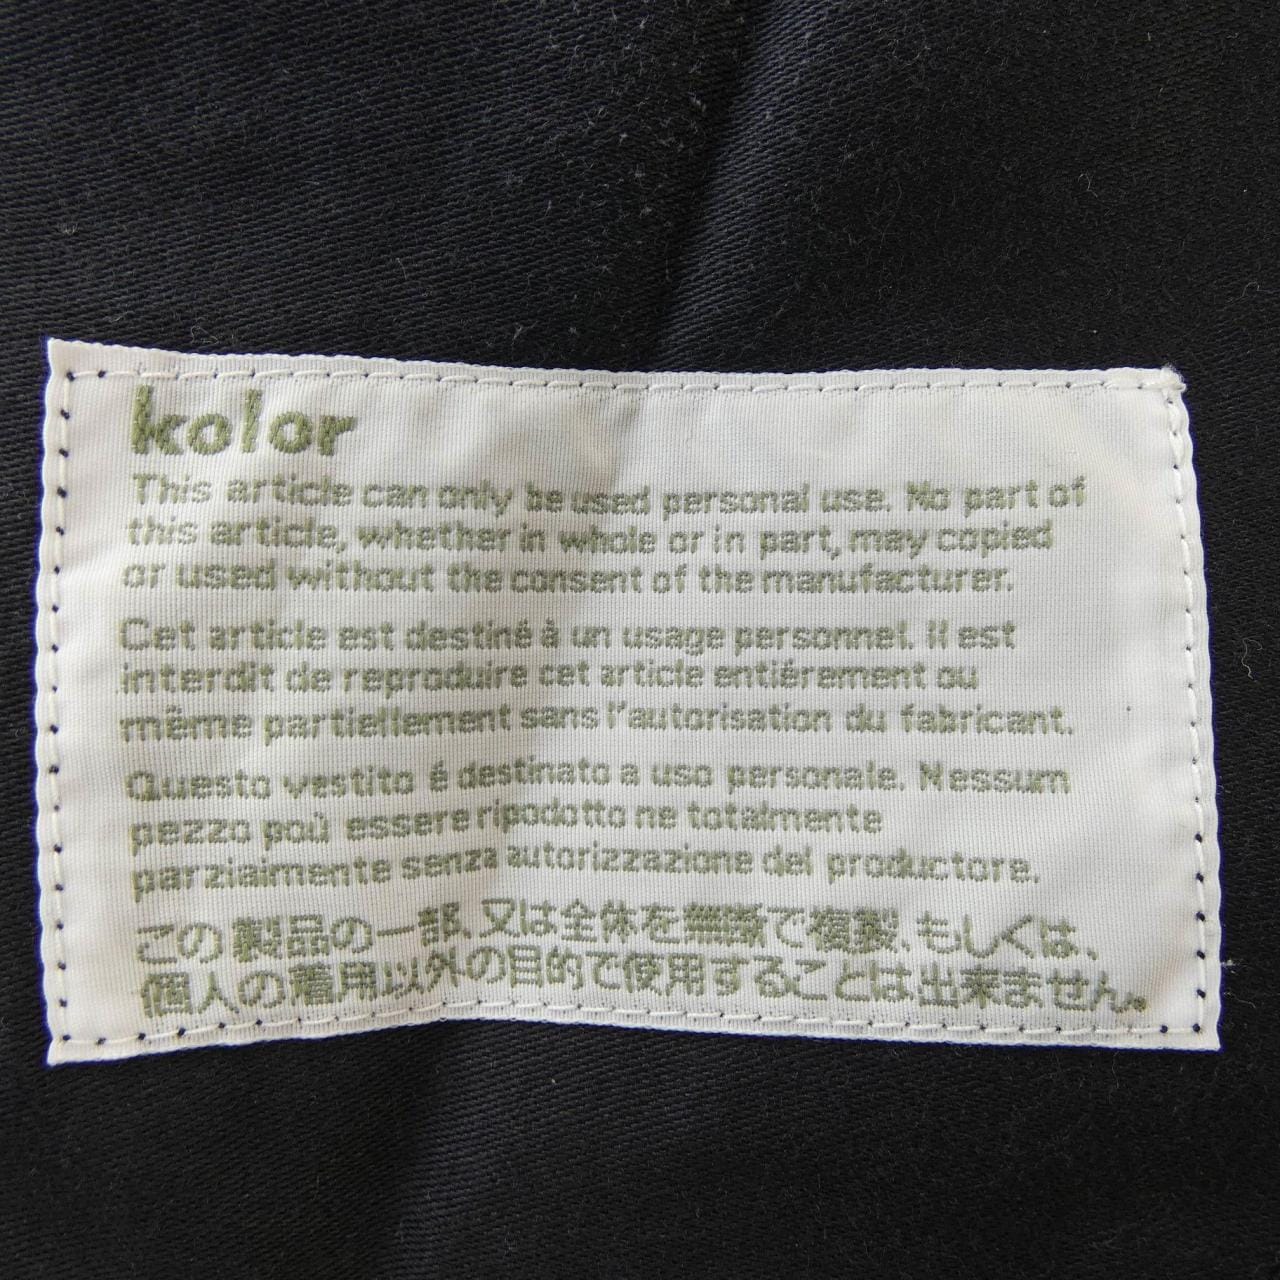 kolor
This article can only be used personal use. No part of
this article, whether in whole or in part, may copied
or used without the consent of the manufacturer.
Cet article est destiné à un usage personnel. Il est
interdit de reproduire cet article entiérement ou
même partiellement sans l'autorisation du fabricant.
Questo vestito é destinato a uso personale. Nessum
pezzo poù essere ripodotto ne totalmente
parzialmente senza autorizzazione del productore.
この製品の一部、又は全体を無断で複製、もしくは、
個人の着用以外の目的で使用することは出来ません。